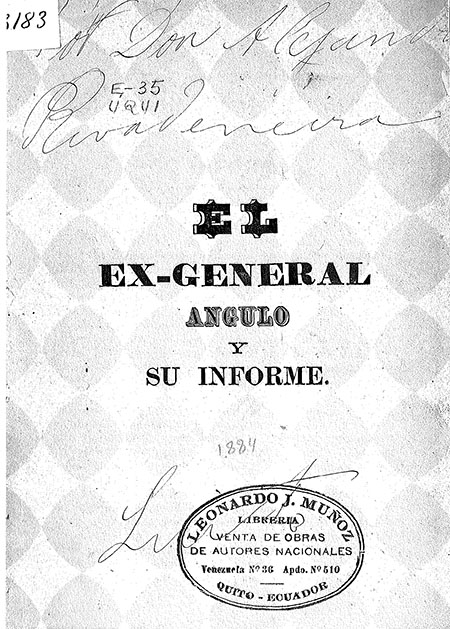 3183
Don Alejandro
E-35
UQUI
Rivadeneira
EL
EX-GENERAL
ANGULO
Y
SU INFORME.
1884
LEONARDO J. MUÑOZ
LIBRERIA
VENTA DE OBRAS
DE AUTORES NACIONALES
Venezuela Nº 36 Apdo. Nº 510
QUITO - ECUADOR